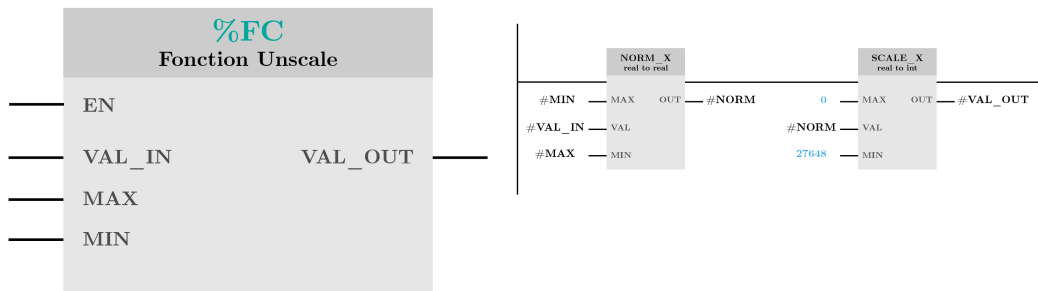 %FC
Fonction Unscale
EN
VAL_IN VAL_OUT
MAX
MIN
NORM_X
real to real
#MIN MAX OUT #NORM
#VAL_IN VAL
#MAX MIN
SCALE_X
real to int
0 MAX OUT #VAL_OUT
#NORM VAL
27648 MIN